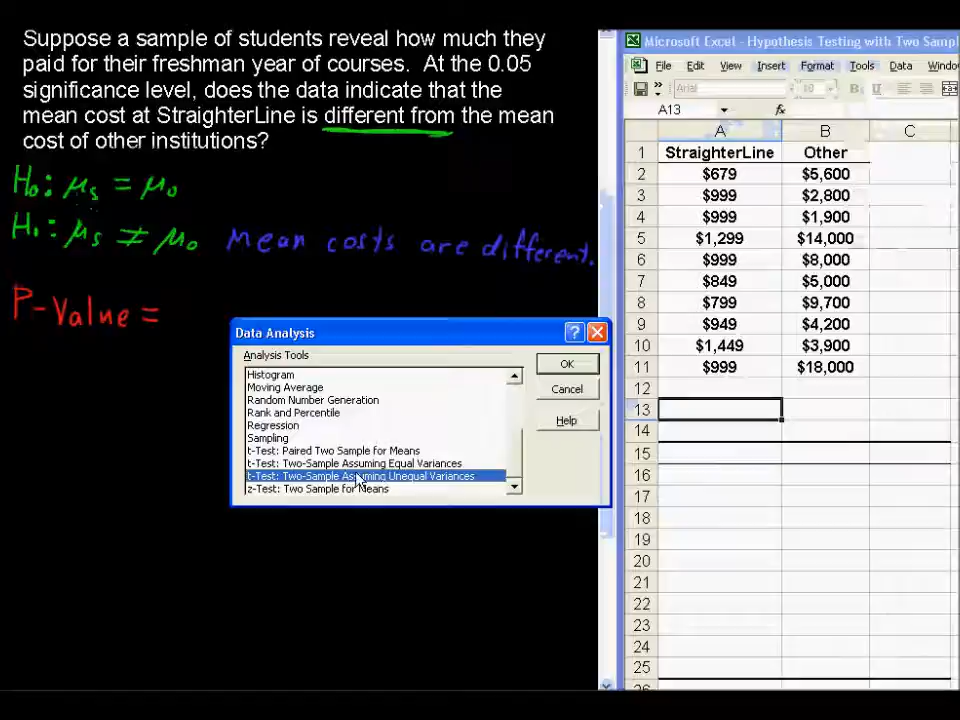 Suppose a sample of students reveal how much they
paid for their freshman year of courses. At the 0.05
significance level, does the data indicate that the
mean cost at StraighterLine is different from the mean
cost of other institutions?
H₀: μs = μ₀
H₁: μs ≠ μ₀ Mean costs are different.
P-Value =
Data Analysis
Analysis Tools
Histogram
Moving Average
Random Number Generation
Rank and Percentile
Regression
Sampling
t-Test: Paired Two Sample for Means
t-Test: Two-Sample Assuming Equal Variances
t-Test: Two-Sample Assuming Unequal Variances
z-Test: Two Sample for Means
OK
Cancel
Help
Microsoft Excel - Hypothesis Testing with Two Sampl
File Edit View Insert Format Tools Data Window
Arial 10 B U
A13 fx
A B C
1 StraighterLine Other
2 $679 $5,600
3 $999 $2,800
4 $999 $1,900
5 $1,299 $14,000
6 $999 $8,000
7 $849 $5,000
8 $799 $9,700
9 $949 $4,200
10 $1,449 $3,900
11 $999 $18,000
12
13
14
15
16
17
18
19
20
21
22
23
24
25